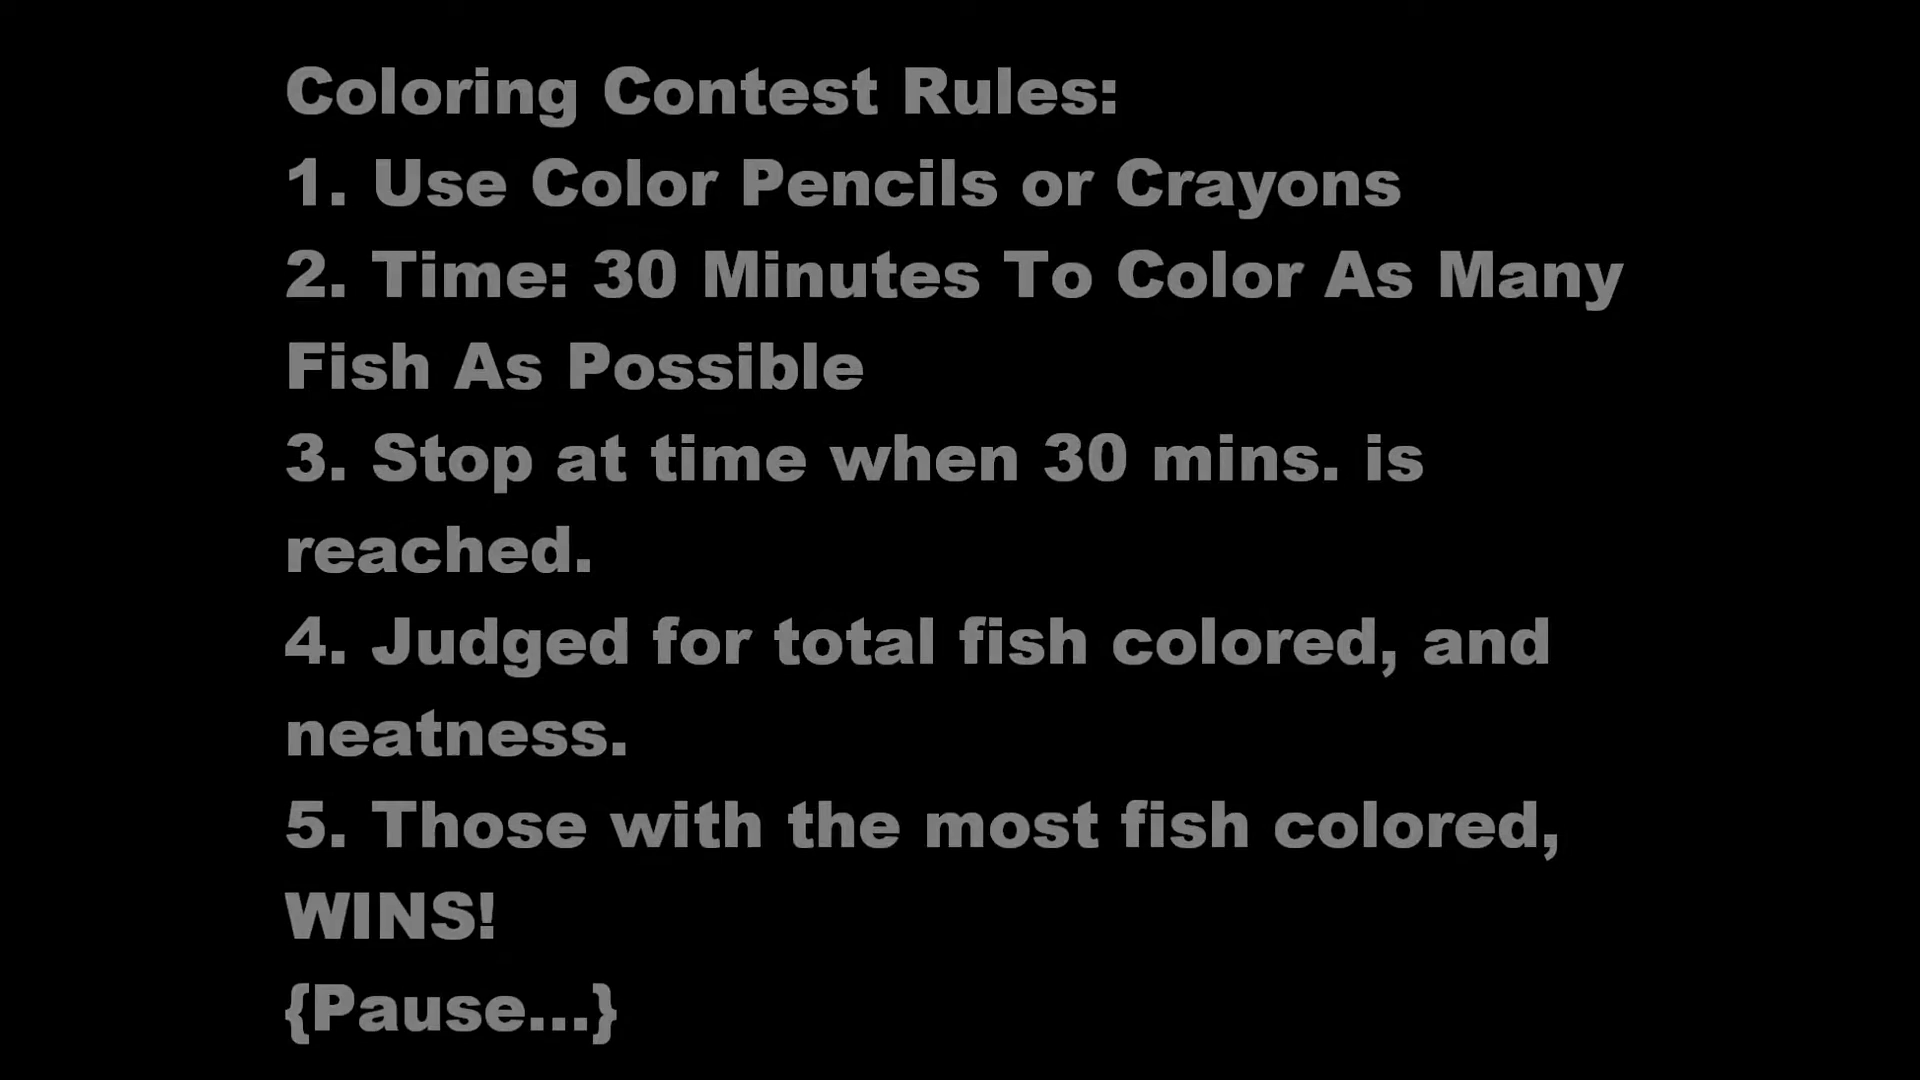 Coloring Contest Rules:
1. Use Color Pencils or Crayons
2. Time: 30 Minutes To Color As Many
Fish As Possible
3. Stop at time when 30 mins. is
reached.
4. Judged for total fish colored, and
neatness.
5. Those with the most fish colored,
WINS!
{Pause...}